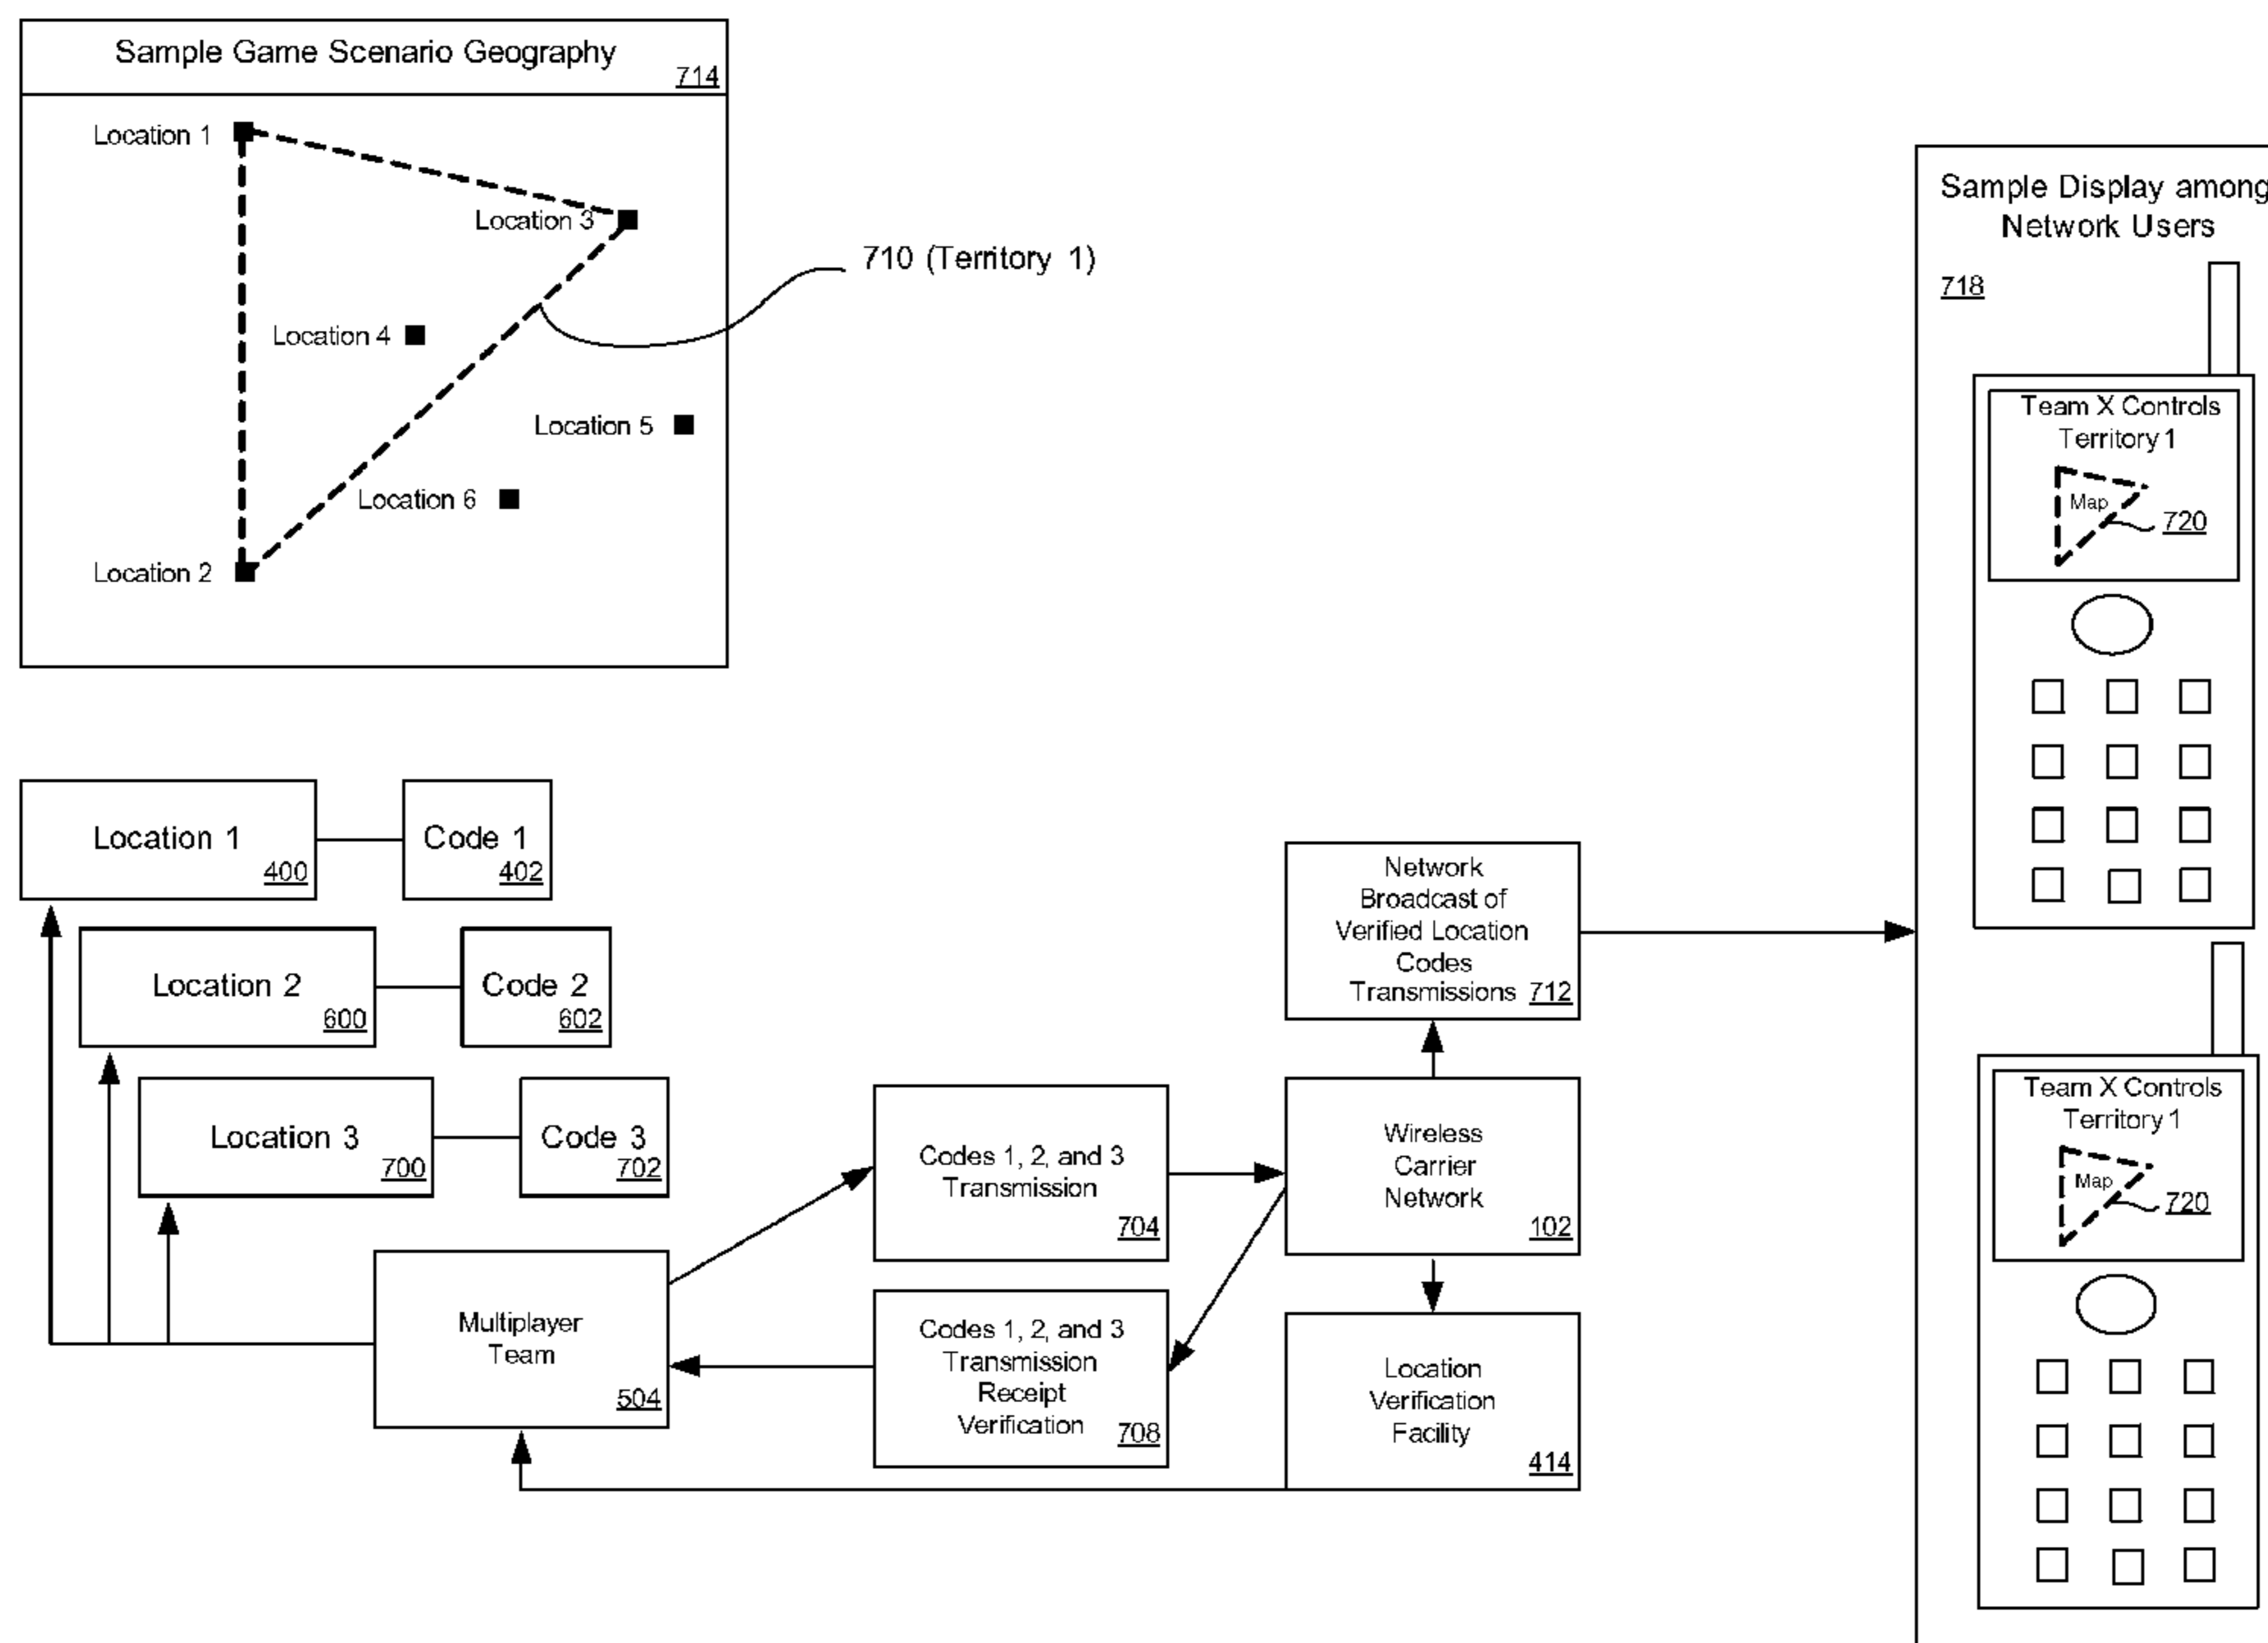 Sample Game Scenario Geography
714
Location 1
Location 3
710 (Territory 1)
Location 4
Location 5
Location 6
Location 2
Sample Display among
Network Users
718
Team X Controls
Territory 1
Map
720
Location 1
400
Code 1
402
Location 2
600
Code 2
602
Location 3
700
Code 3
702
Multiplayer
Team
504
Codes 1, 2, and 3
Transmission
704
Codes 1, 2, and 3
Transmission
Receipt
Verification
708
Network
Broadcast of
Verified Location
Codes
Transmissions 712
Wireless
Carrier
Network
102
Location
Verification
Facility
414
Team X Controls
Territory 1
Map
720